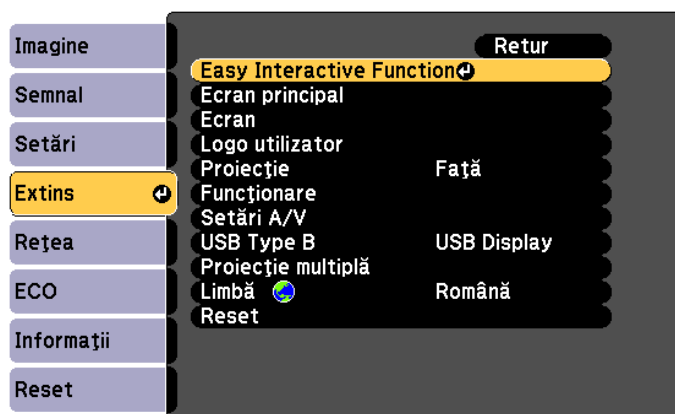 Imagine
Semnal
Setări
Extins
Reţea
ECO
Informaţii
Reset
Retur
Easy Interactive Function
Ecran principal
Ecran
Logo utilizator
Proiecţie Faţă
Funcţionare
Setări A/V
USB Type B USB Display
Proiecţie multiplă
Limbă Română
Reset